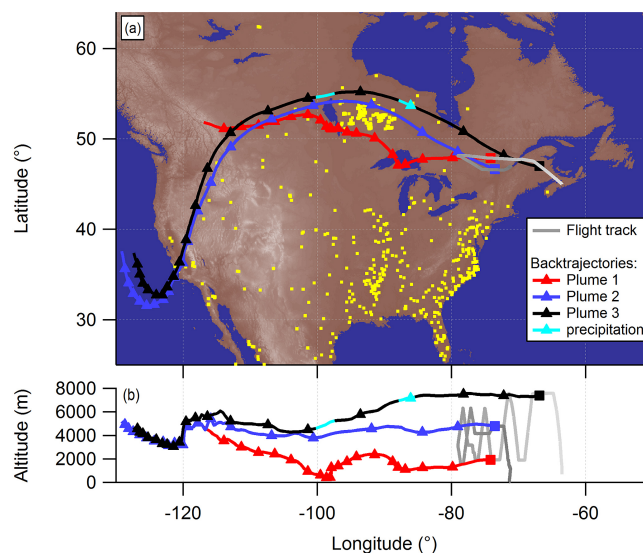 (a)
60
50
40
30
Latitude (°)
Flight track
Backtrajectories:
Plume 1
Plume 2
Plume 3
precipitation
(b)
8000
6000
4000
2000
0
Altitude (m)
-120
-100
-80
-60
Longitude (°)